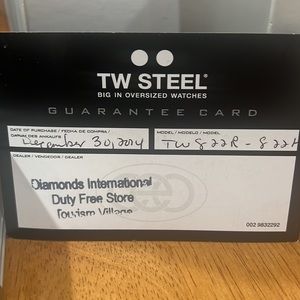 TW STEEL®
BIG IN OVERSIZED WATCHES
GUARANTEE CARD
DATE OF PURCHASE / FECHA DE COMPRA / MODEL / MODELO / MODEL
DATUM DES ANKAUFS
December 30, 2014 TW822R - 822
DEALER / VENDEDOR / DEALER
Diamonds International
Duty Free Store
Tourism Village
002 9832292